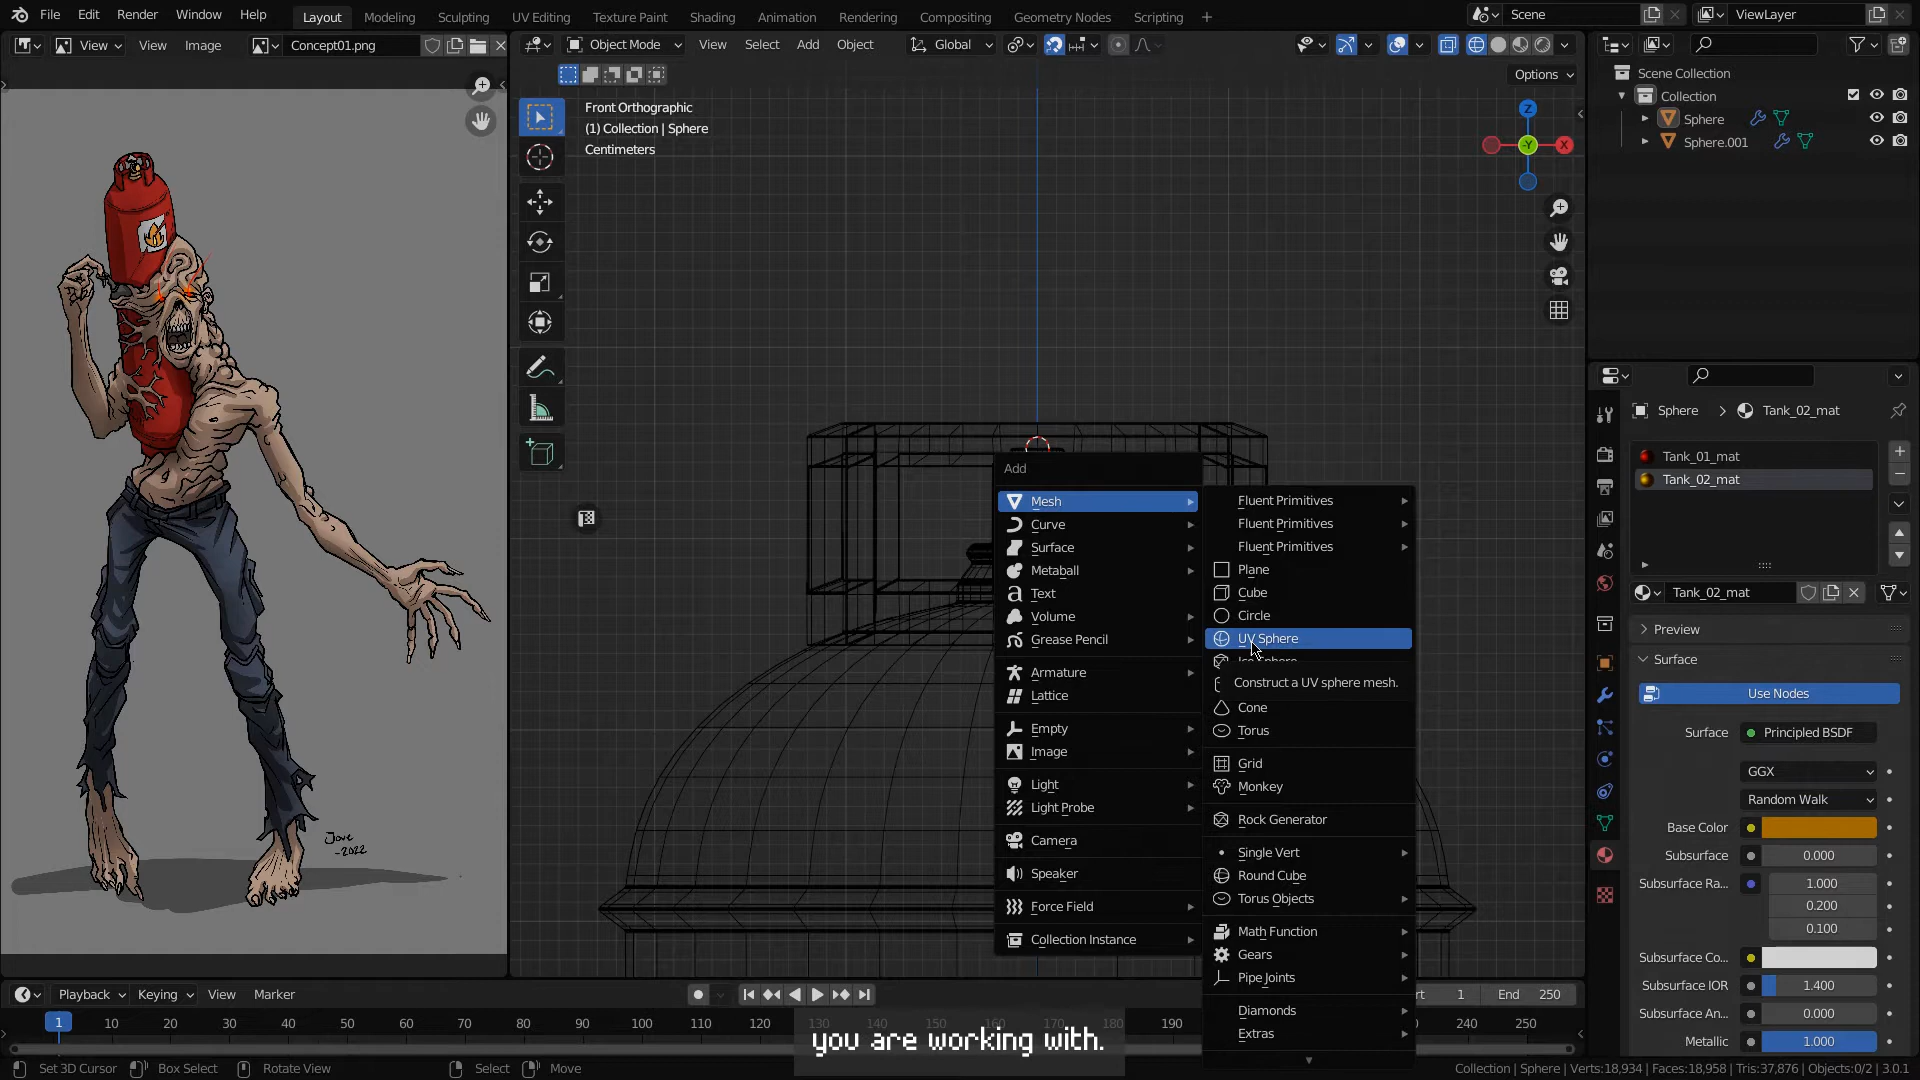 File Edit Render Window Help Layout Modeling Sculpting UV Editing Texture Paint Shading Animation Rendering Compositing Geometry Nodes Scripting + Scene ViewLayer
View View Image Concept01.png Object Mode View Select Add Object Global
Options
Front Orthographic
(1) Collection | Sphere
Centimeters
Z
-Y
X
Scene Collection
Collection
Sphere
Sphere.001
Sphere Tank_02_mat
Tank_01_mat
Tank_02_mat
Tank_02_mat
Preview
Surface
Use Nodes
Surface Principled BSDF
GGX
Random Walk
Base Color
Subsurface 0.000
Subsurface Ra... 1.000
0.200
0.100
Subsurface Co...
Subsurface IOR 1.400
Subsurface An... 0.000
Metallic 1.000
Add
Mesh
Curve
Surface
Metaball
Text
Volume
Grease Pencil
Armature
Lattice
Empty
Image
Light
Light Probe
Camera
Speaker
Force Field
Collection Instance
Fluent Primitives
Fluent Primitives
Fluent Primitives
Plane
Cube
Circle
UV Sphere
Construct a UV sphere mesh.
Cone
Torus
Grid
Monkey
Rock Generator
Single Vert
Round Cube
Torus Objects
Math Function
Gears
Pipe Joints
Diamonds
Extras
Jave
-2022
Playback Keying View Marker 1 End 250
1 10 20 30 40 50 60 70 80 90 100 110 120 130 140 150 160 170 180 190 240 250
you are working with.
Set 3D Cursor Box Select Rotate View Select Move Collection | Sphere | Verts:18,934 | Faces:18,958 | Tris:37,876 | Objects:0/2 | 3.0.1